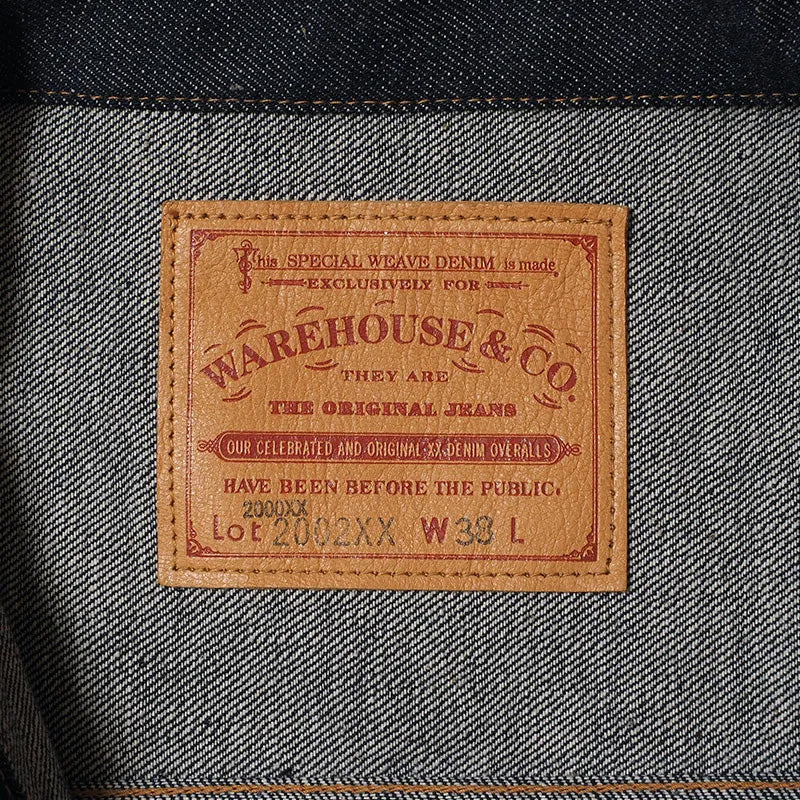 This SPECIAL WEAVE DENIM is made
EXCLUSIVELY FOR
WAREHOUSE & CO.
THEY ARE
THE ORIGINAL JEANS
OUR CELEBRATED AND ORIGINAL XX DENIM OVERALLS
HAVE BEEN BEFORE THE PUBLIC.
2000XX
Lot 2002XX W 38 L